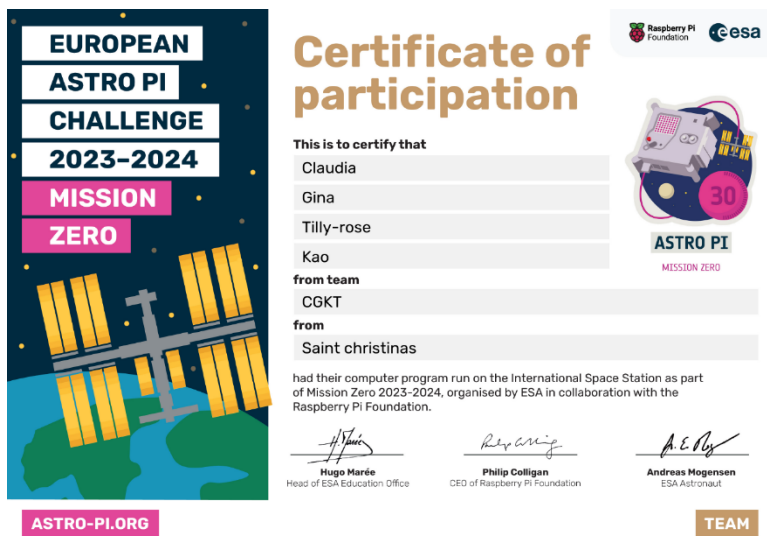 EUROPEAN
ASTRO PI
CHALLENGE
2023–2024
MISSION
ZERO
Certificate of
participation
Raspberry Pi
Foundation
esa
This is to certify that
Claudia
Gina
Tilly-rose
Kao
from team
CGKT
from
Saint christinas
30
ASTRO PI
MISSION ZERO
had their computer program run on the International Space Station as part
of Mission Zero 2023-2024, organised by ESA in collaboration with the
Raspberry Pi Foundation.
Hugo Marée
Head of ESA Education Office
Philip Colligan
CEO of Raspberry Pi Foundation
Andreas Mogensen
ESA Astronaut
ASTRO-PI.ORG
TEAM